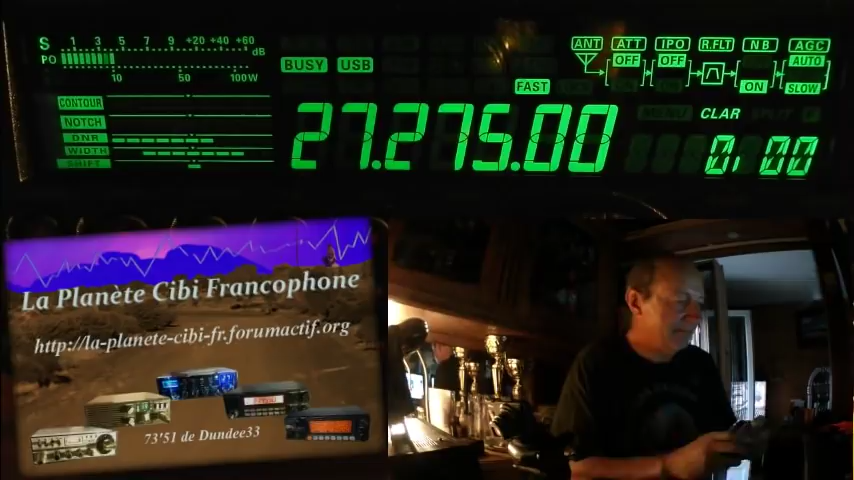 S 1 3 5 7 9 +20 +40 +60 dB
PO 10 50 100W
BUSY USB
ANT ATT IPO R.FLT NB AGC
OFF OFF AUTO
ON SLOW
FAST
CONTOUR
NOTCH
DNR
WIDTH
SHIFT
27.275.00
MENU CLAR SPLIT
0.00
La Planète Cibi Francophone
http://la-planete-cibi-fr.forumactif.org
73'51 de Dundee33